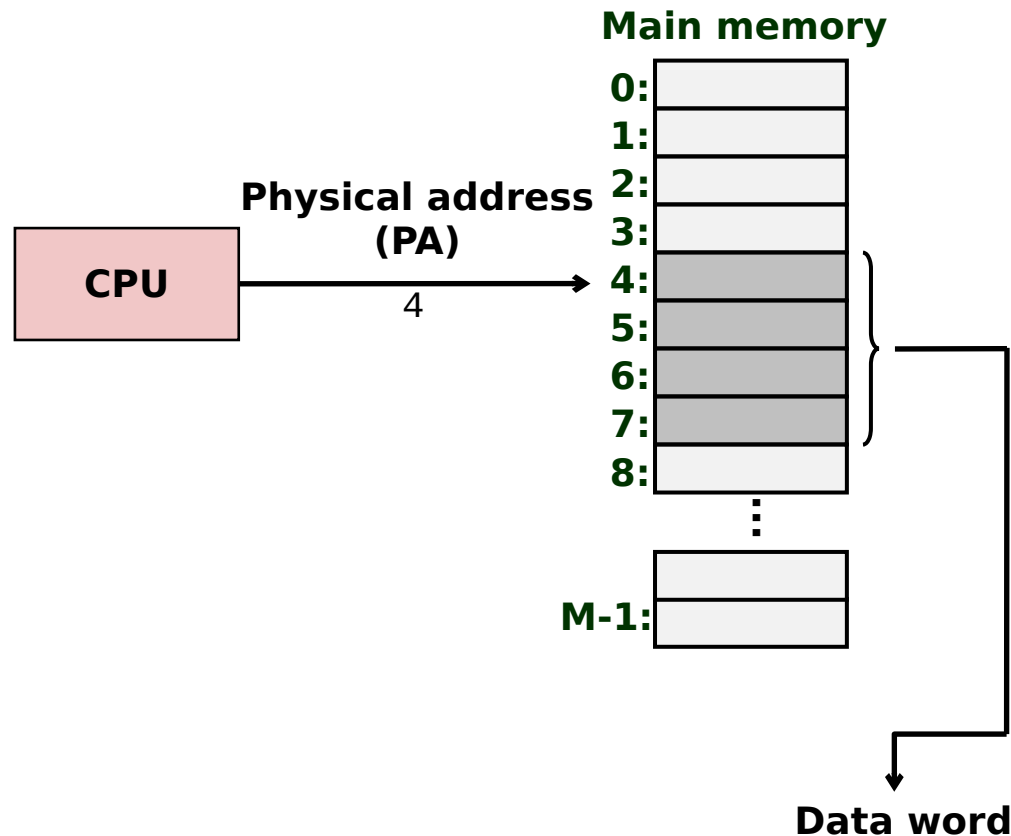 Main memory
0:
1:
2:
Physical address
(PA)
3:
CPU
4
4:
5:
6:
7:
8:
M-1:
Data word